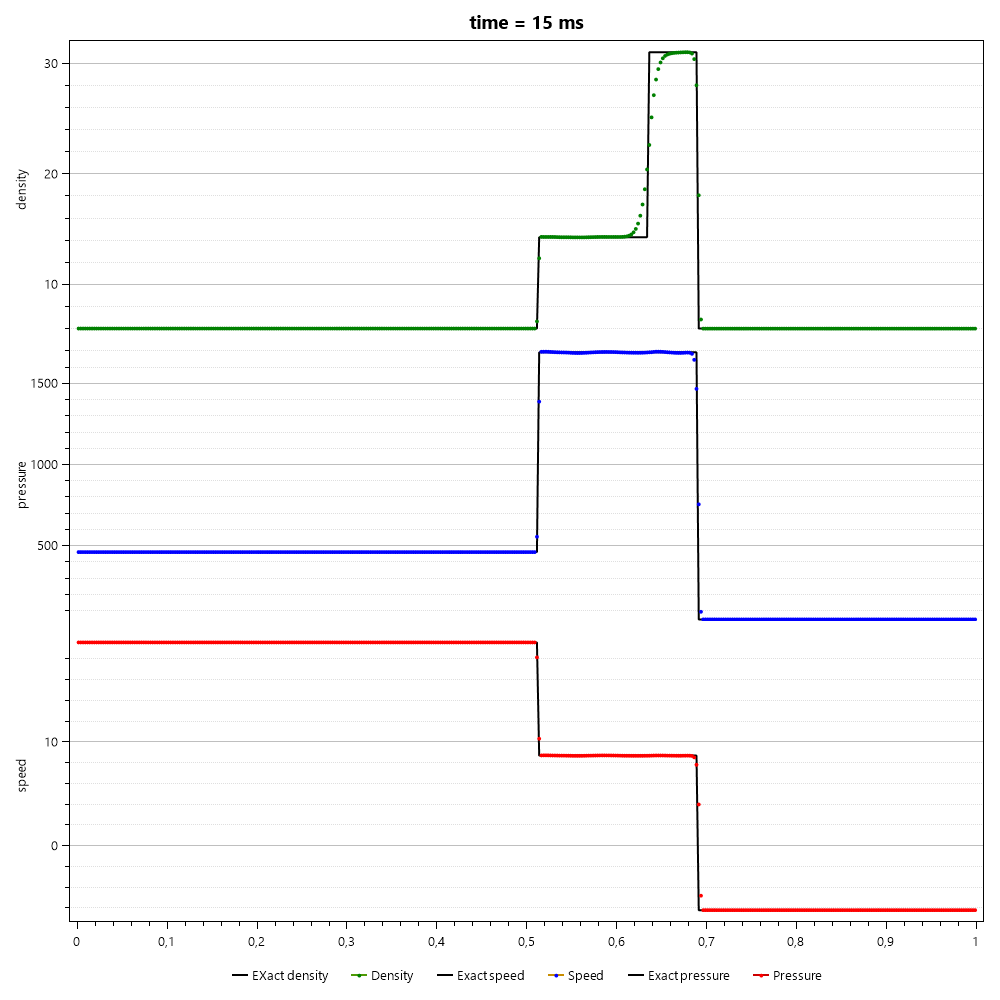 time = 15 ms
30
20
10
density
1500
1000
500
pressure
10
0
speed
0 0,1 0,2 0,3 0,4 0,5 0,6 0,7 0,8 0,9 1
EXact density Density Exact speed Speed Exact pressure Pressure